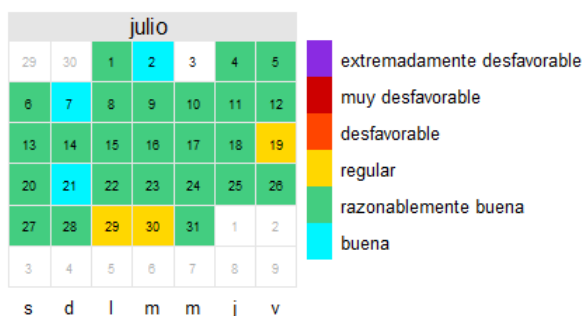 julio
29 30 1 2 3 4 5
6 7 8 9 10 11 12
13 14 15 16 17 18 19
20 21 22 23 24 25 26
27 28 29 30 31 1 2
3 4 5 6 7 8 9
s d l m m j v
extremadamente desfavorable
muy desfavorable
desfavorable
regular
razonablemente buena
buena